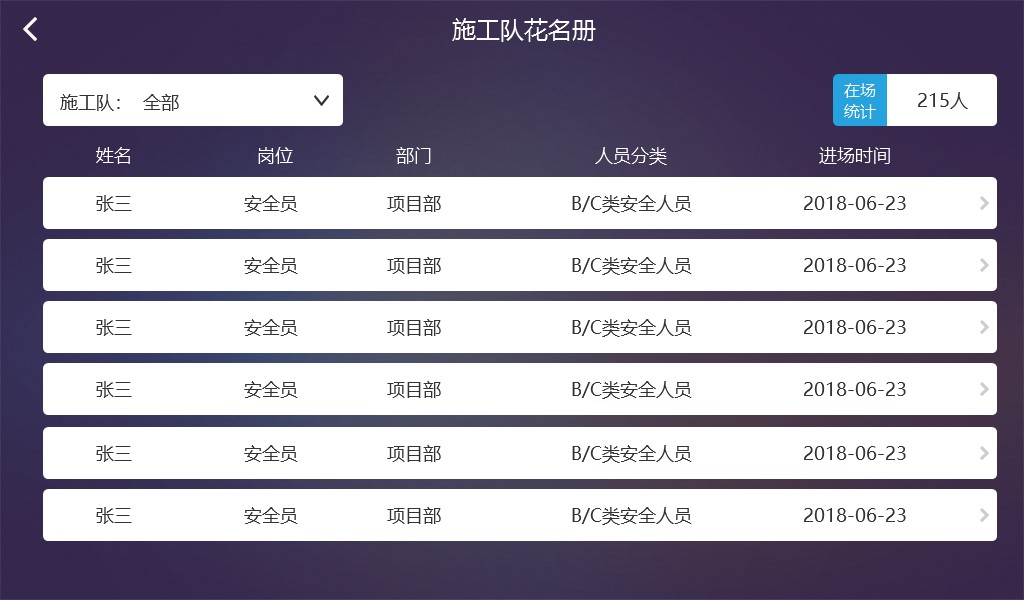 施工队花名册
施工队： 全部
在场
统计
215人
姓名 岗位 部门 人员分类 进场时间
张三 安全员 项目部 B/C类安全人员 2018-06-23
张三 安全员 项目部 B/C类安全人员 2018-06-23
张三 安全员 项目部 B/C类安全人员 2018-06-23
张三 安全员 项目部 B/C类安全人员 2018-06-23
张三 安全员 项目部 B/C类安全人员 2018-06-23
张三 安全员 项目部 B/C类安全人员 2018-06-23